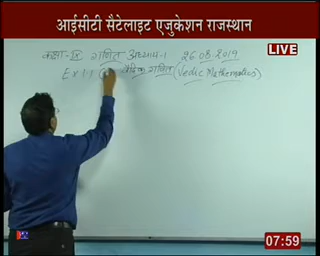 आईसीटी सैटेलाइट एजुकेशन राजस्थान
LIVE
कक्षा-IX गणित अध्याय-1 26.08.2019
Ex 1.1 वैदिक गणित (Vedic Mathematics)
07:59